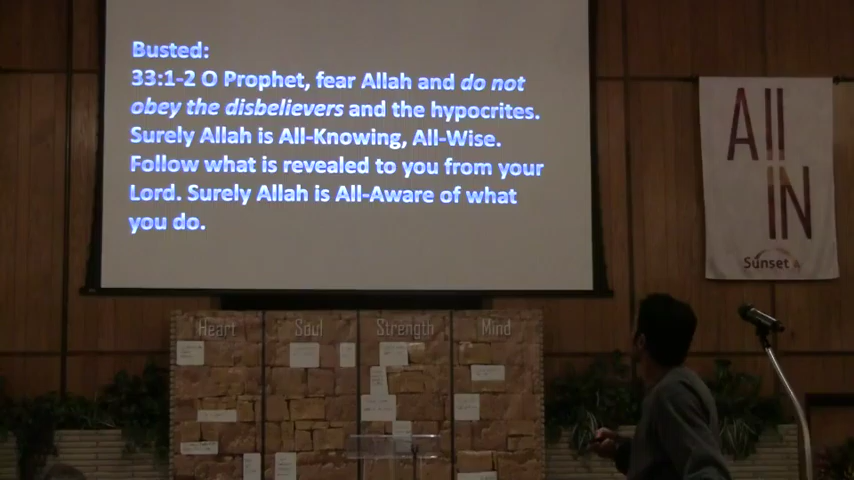 Busted:
33:1-2 O Prophet, fear Allah and do not
obey the disbelievers and the hypocrites.
Surely Allah is All-Knowing, All-Wise.
Follow what is revealed to you from your
Lord. Surely Allah is All-Aware of what
you do.
All
IN
Sunset
Heart
Soul
Strength
Mind